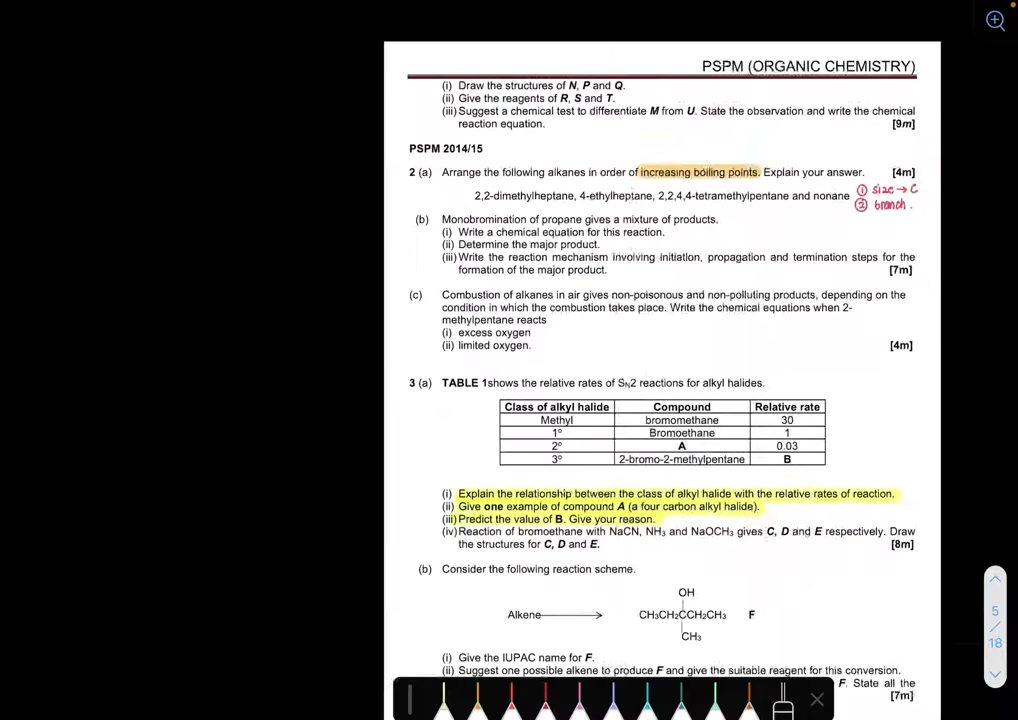 PSPM (ORGANIC CHEMISTRY)
(i) Draw the structures of N, P and Q.
(ii) Give the reagents of R, S and T.
(iii) Suggest a chemical test to differentiate M from U. State the observation and write the chemical
reaction equation. [9m]
PSPM 2014/15
2 (a) Arrange the following alkanes in order of increasing boiling points. Explain your answer. [4m]
2,2-dimethylheptane, 4-ethylheptane, 2,2,4,4-tetramethylpentane and nonane
① size → C
② branch.
(b) Monobromination of propane gives a mixture of products.
(i) Write a chemical equation for this reaction.
(ii) Determine the major product.
(iii) Write the reaction mechanism involving initiation, propagation and termination steps for the
formation of the major product. [7m]
(c) Combustion of alkanes in air gives non-poisonous and non-polluting products, depending on the
condition in which the combustion takes place. Write the chemical equations when 2-
methylpentane reacts
(i) excess oxygen
(ii) limited oxygen. [4m]
3 (a) TABLE 1shows the relative rates of SN2 reactions for alkyl halides.
Class of alkyl halide Compound Relative rate
Methyl bromomethane 30
1° Bromoethane 1
2° A 0.03
3° 2-bromo-2-methylpentane B
(i) Explain the relationship between the class of alkyl halide with the relative rates of reaction.
(ii) Give one example of compound A (a four carbon alkyl halide).
(iii) Predict the value of B. Give your reason.
(iv) Reaction of bromoethane with NaCN, NH₃ and NaOCH₃ gives C, D and E respectively. Draw
the structures for C, D and E. [8m]
(b) Consider the following reaction scheme.
OH
Alkene CH₃CH₂CCH₂CH₃ F
CH₃
(i) Give the IUPAC name for F.
(ii) Suggest one possible alkene to produce F and give the suitable reagent for this conversion.
F. State all the
[7m]
5
/
18